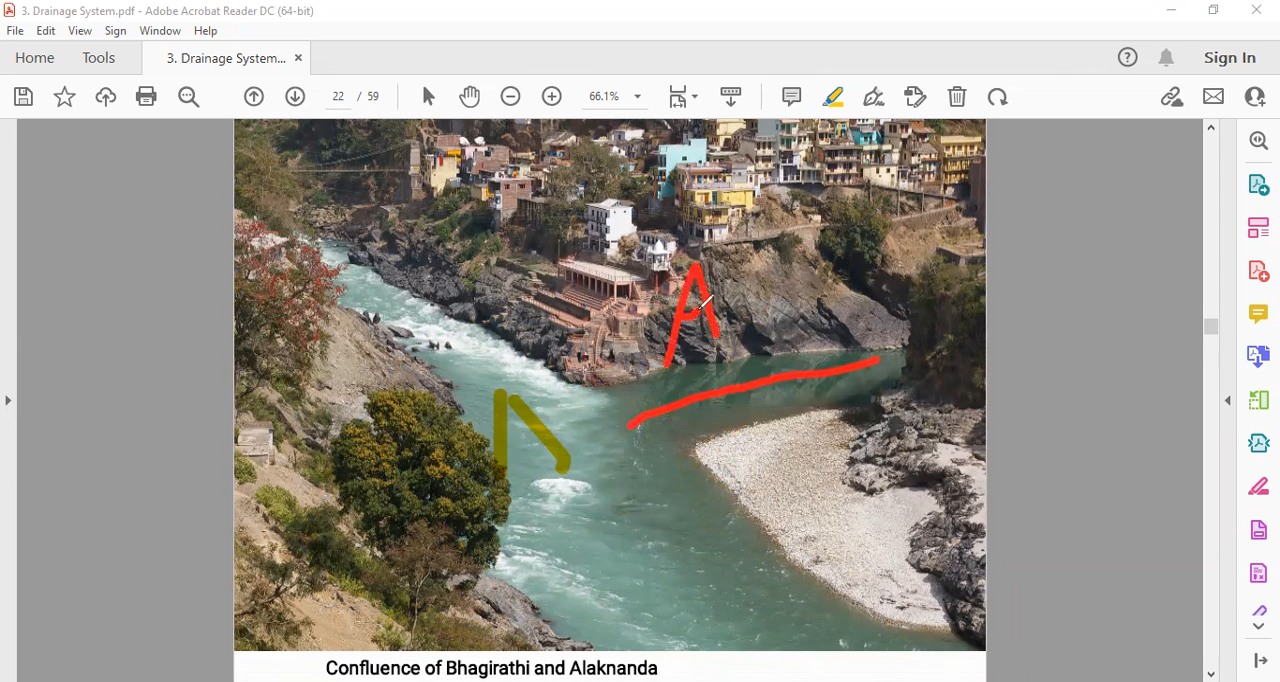 3. Drainage System.pdf - Adobe Acrobat Reader DC (64-bit)
File Edit View Sign Window Help
Home Tools 3. Drainage System... × Sign In
22 / 59 66.1%
A
Confluence of Bhagirathi and Alaknanda